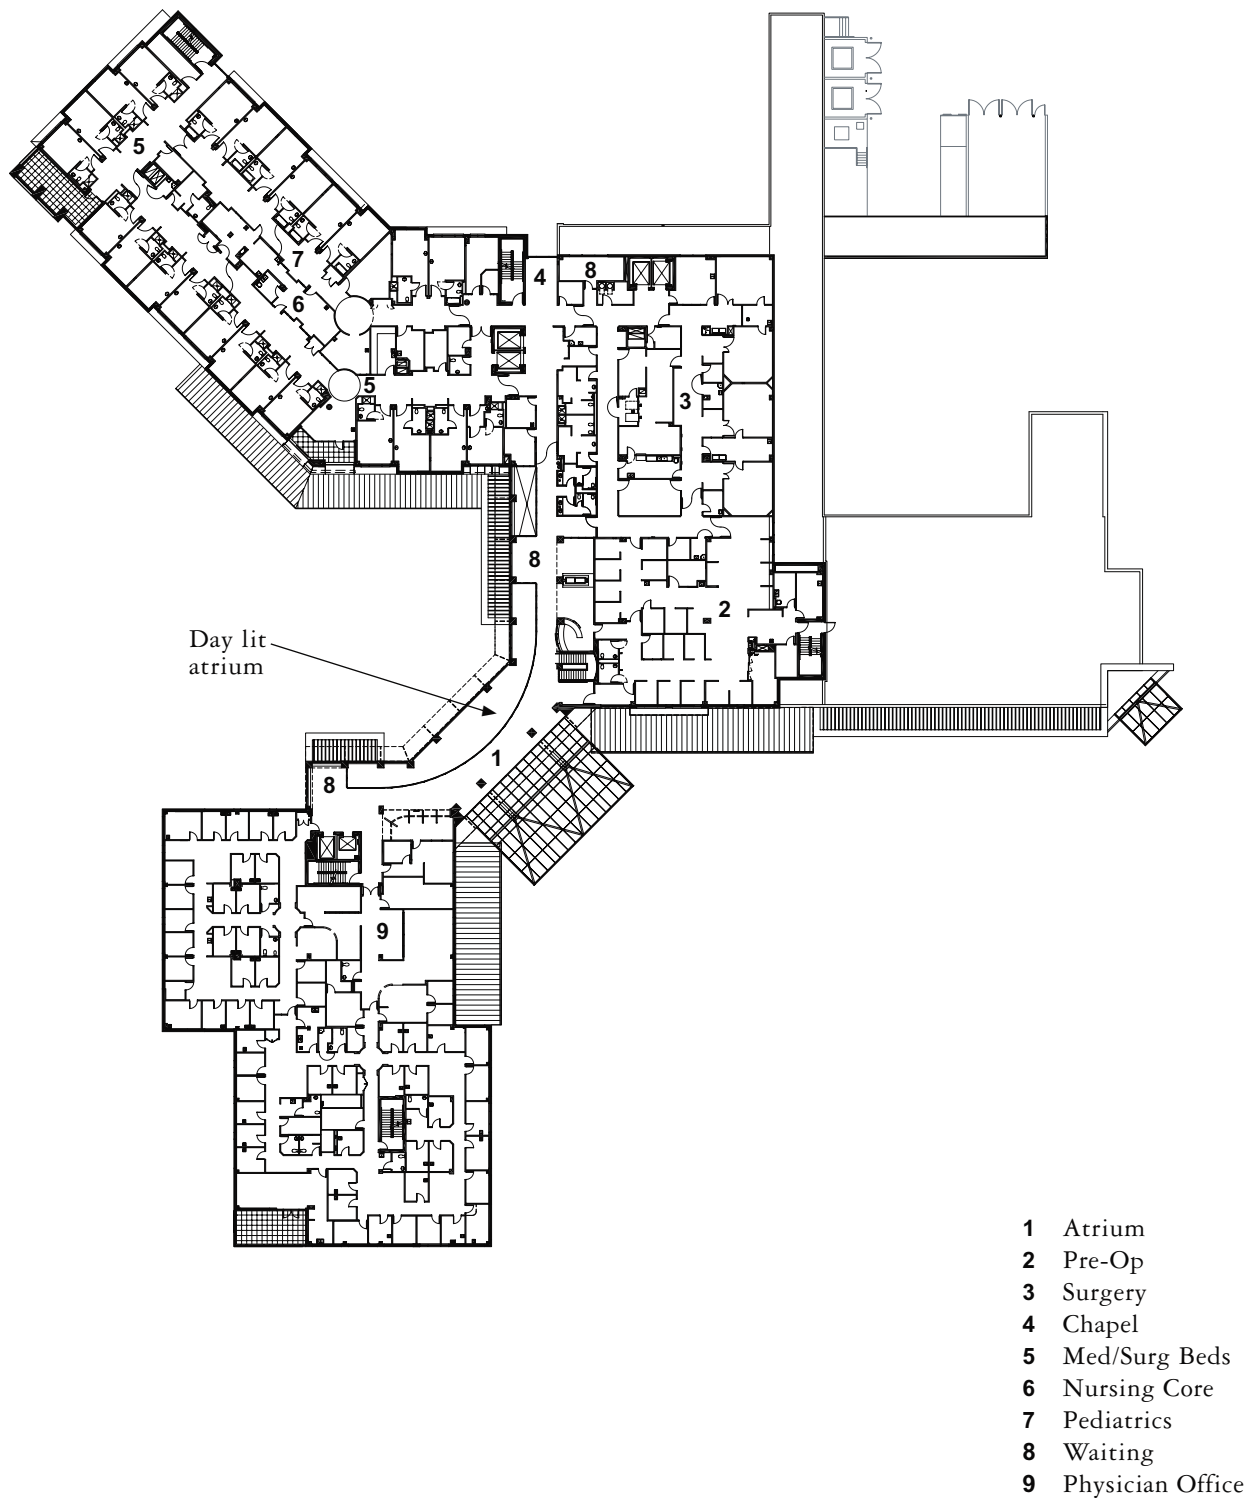 5
7
6
4
8
5
3
8
2
Day lit
atrium
1
8
9
1 Atrium
2 Pre-Op
3 Surgery
4 Chapel
5 Med/Surg Beds
6 Nursing Core
7 Pediatrics
8 Waiting
9 Physician Office